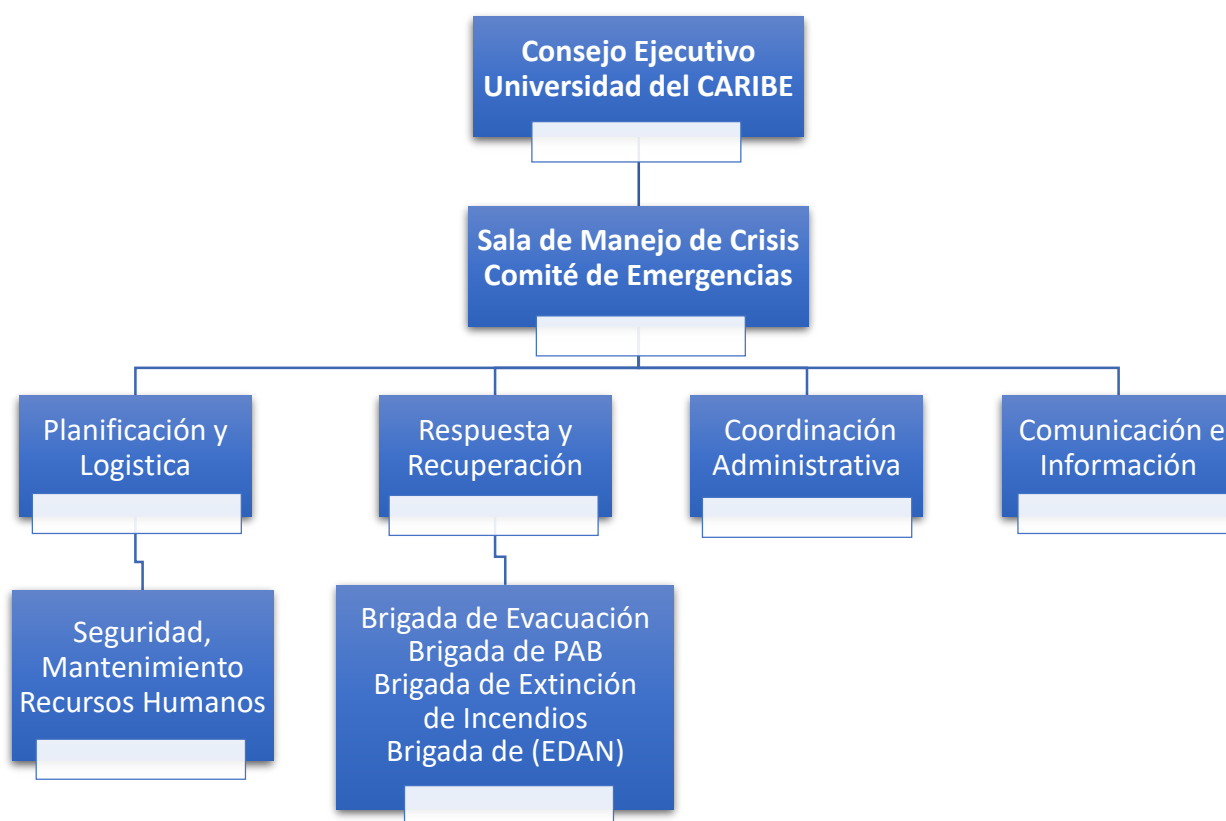 Consejo Ejecutivo
Universidad del CARIBE
Sala de Manejo de Crisis
Comité de Emergencias
Planificación y
Logistica
Respuesta y
Recuperación
Coordinación
Administrativa
Comunicación e
Información
Seguridad,
Mantenimiento
Recursos Humanos
Brigada de Evacuación
Brigada de PAB
Brigada de Extinción
de Incendios
Brigada de (EDAN)